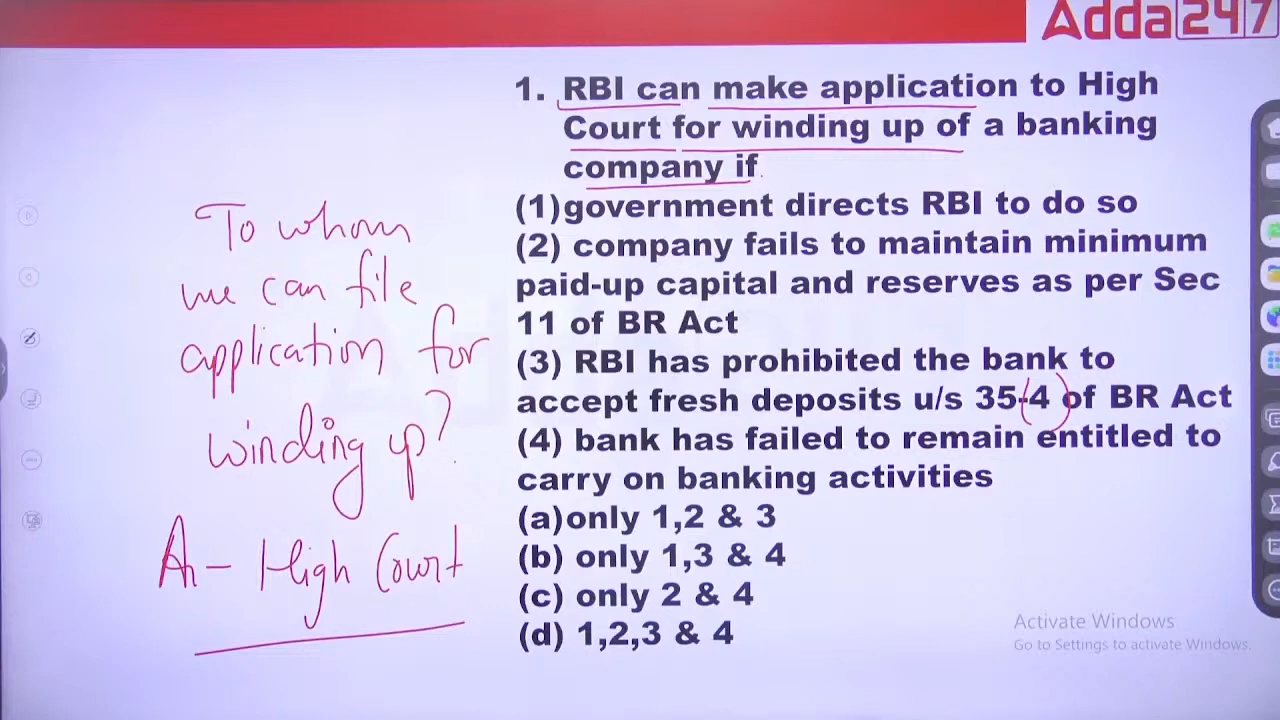 Adda247
1. RBI can make application to High
Court for winding up of a banking
company if
(1)government directs RBI to do so
(2) company fails to maintain minimum
paid-up capital and reserves as per Sec
11 of BR Act
(3) RBI has prohibited the bank to
accept fresh deposits u/s 35-(4) of BR Act
(4) bank has failed to remain entitled to
carry on banking activities
(a)only 1,2 & 3
(b) only 1,3 & 4
(c) only 2 & 4
(d) 1,2,3 & 4
To whom
we can file
application for
winding up?
A - High Court
Activate Windows
Go to Settings to activate Windows.